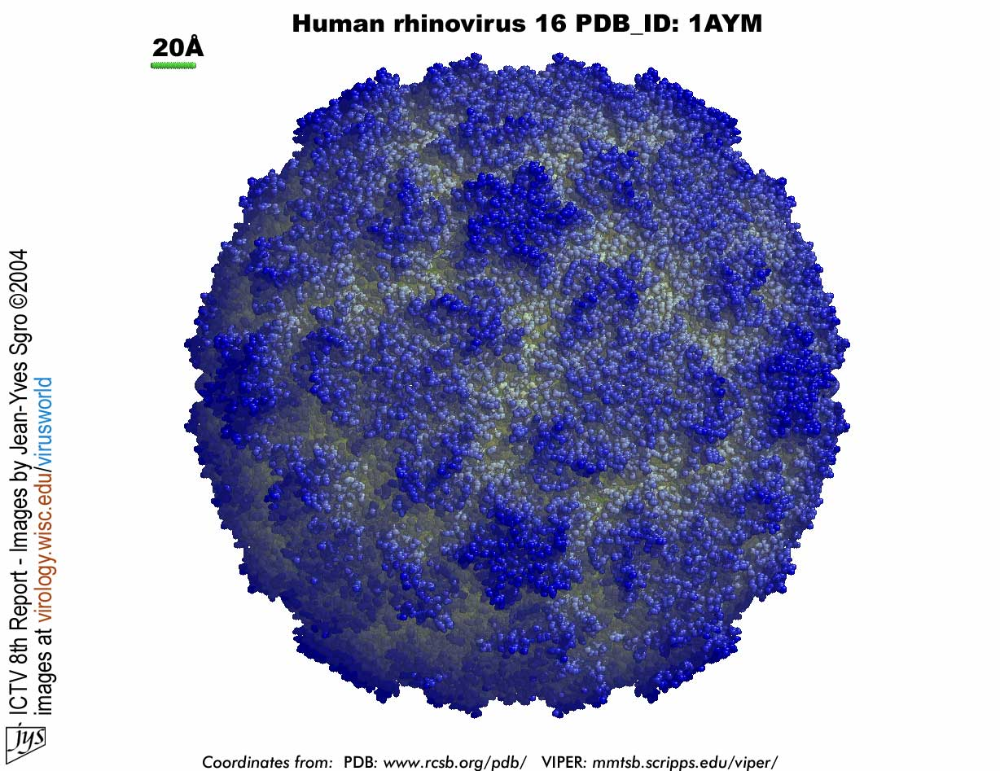 Human rhinovirus 16 PDB_ID: 1AYM
20Å
ICTV 8th Report - Images by Jean-Yves Sgro ©2004
images at virology.wisc.edu/virusworld
jys
Coordinates from: PDB: www.rcsb.org/pdb/ VIPER: mmtsb.scripps.edu/viper/